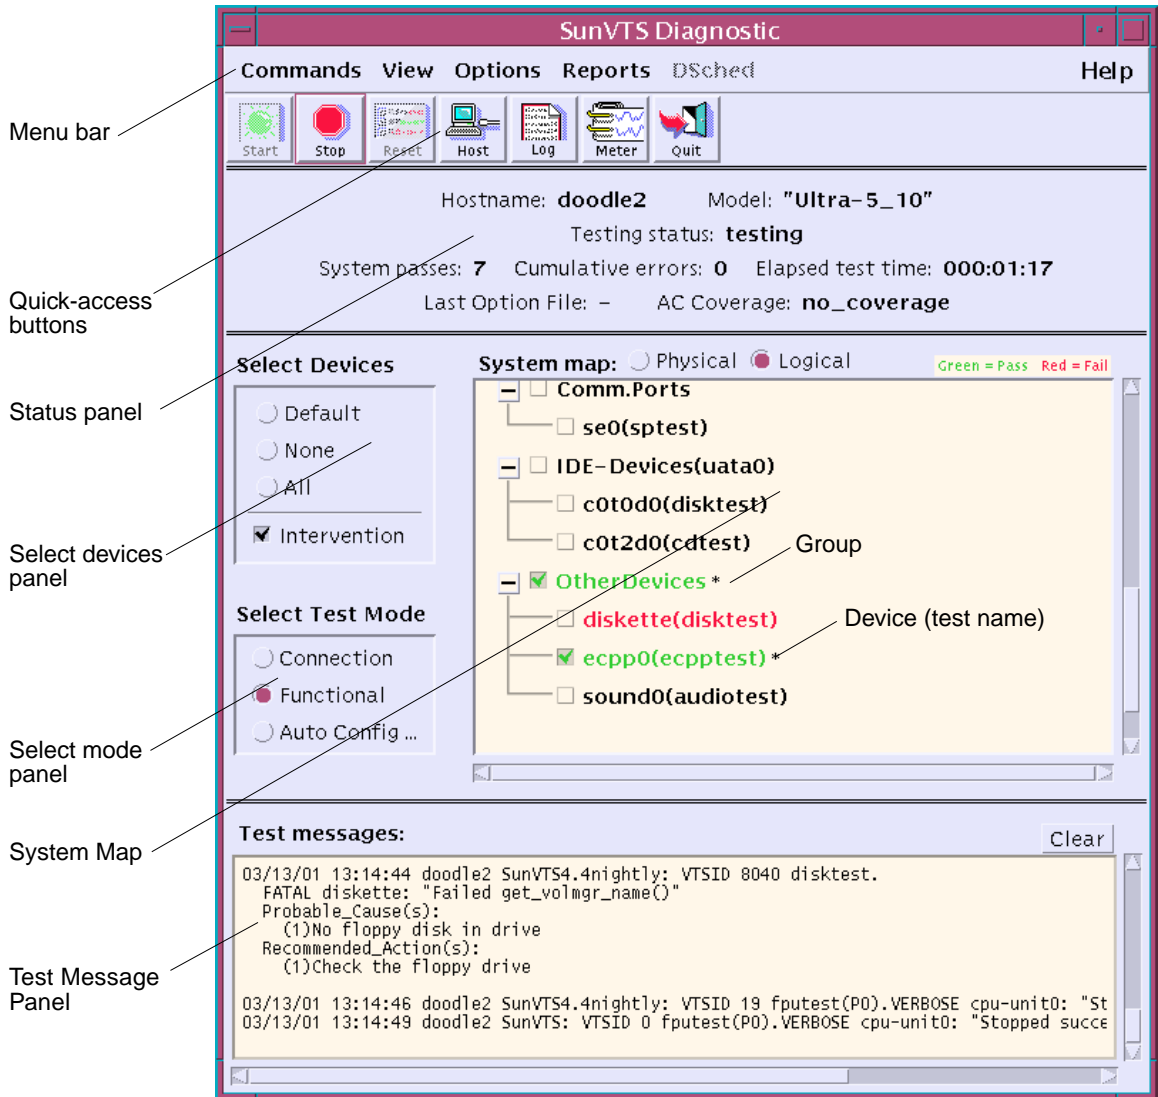 SunVTS Diagnostic
Commands View Options Reports DSched Help
Menu bar
Start Stop Reset Host Log Meter Quit
Hostname: doodle2 Model: "Ultra-5_10"
Testing status: testing
System passes: 7 Cumulative errors: 0 Elapsed test time: 000:01:17
Last Option File: - AC Coverage: no_coverage
Quick-access
buttons
Select Devices
System map: Physical Logical
Green = Pass Red = Fail
Status panel
Default
None
All
Intervention
Comm.Ports
se0(sptest)
IDE-Devices(uata0)
c0t0d0(disktest)
c0t2d0(cdtest)
OtherDevices *
diskette(disktest)
ecpp0(ecpptest) *
sound0(audiotest)
Group
Device (test name)
Select devices
panel
Select Test Mode
Connection
Functional
Auto Config ...
Select mode
panel
System Map
Test messages:
Clear
03/13/01 13:14:44 doodle2 SunVTS4.4nightly: VTSID 8040 disktest.
FATAL diskette: "Failed get_volmgr_name()"
Probable_Cause(s):
(1)No floppy disk in drive
Recommended_Action(s):
(1)Check the floppy drive
03/13/01 13:14:46 doodle2 SunVTS4.4nightly: VTSID 19 fputest(P0).VERBOSE cpu-unit0: "St
03/13/01 13:14:49 doodle2 SunVTS: VTSID 0 fputest(P0).VERBOSE cpu-unit0: "Stopped succe
Test Message
Panel